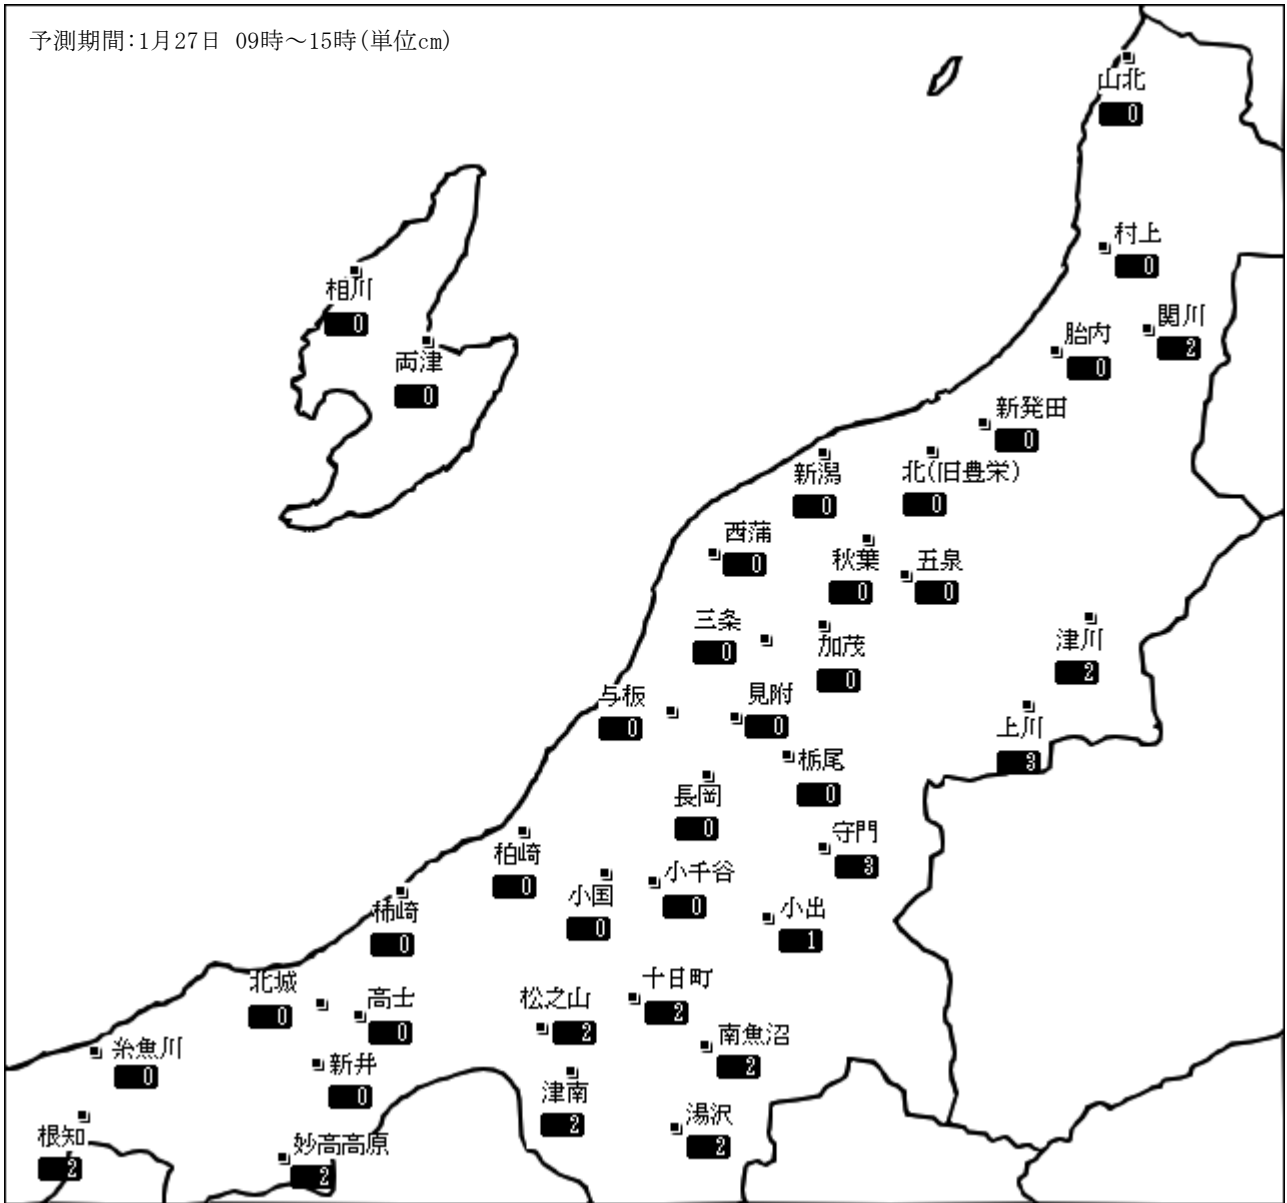 予測期間:1月27日 09時～15時(単位cm)
山北
0
村上
0
関川
2
胎内
0
相川
0
両津
0
新発田
0
新潟
0
北(旧豊栄)
0
西蒲
0
秋葉
0
五泉
0
三条
0
加茂
0
津川
2
与板
0
見附
0
上川
3
栃尾
0
長岡
0
守門
3
柏崎
0
小国
0
小千谷
0
小出
1
柿崎
0
北城
0
高士
0
松之山
2
十日町
2
南魚沼
2
糸魚川
0
新井
0
津南
2
湯沢
2
根知
2
妙高高原
2